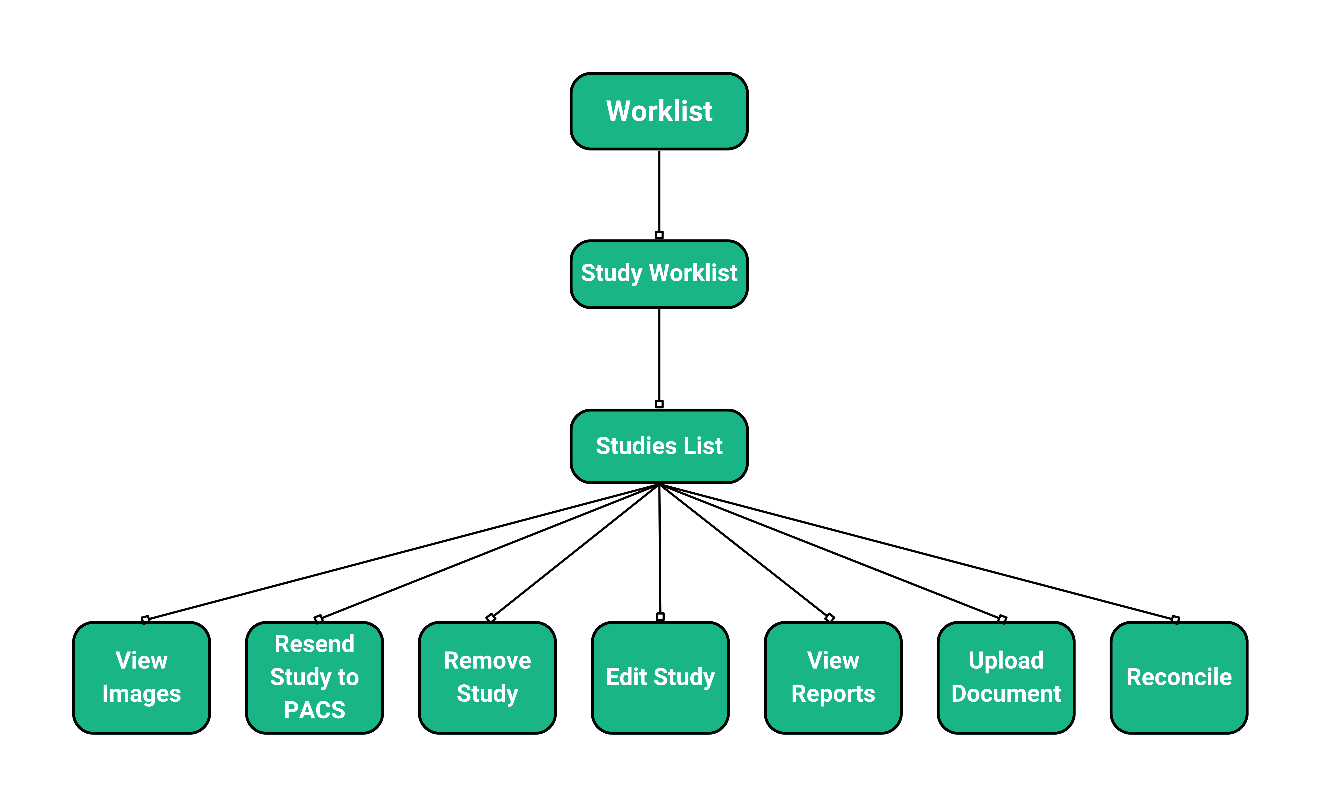 Worklist
Study Worklist
Studies List
View
Images
Resend
Study to
PACS
Remove
Study
Edit Study
View
Reports
Upload
Document
Reconcile